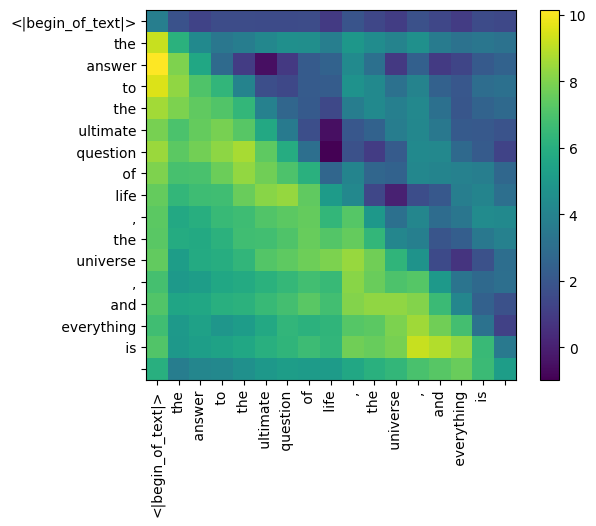 <|begin_of_text|>
the
answer
to
the
ultimate
question
of
life
,
the
universe
,
and
everything
is
10
8
6
4
2
0
<|begin_of_text|>
the
answer
to
the
ultimate
question
of
life
,
the
universe
,
and
everything
is